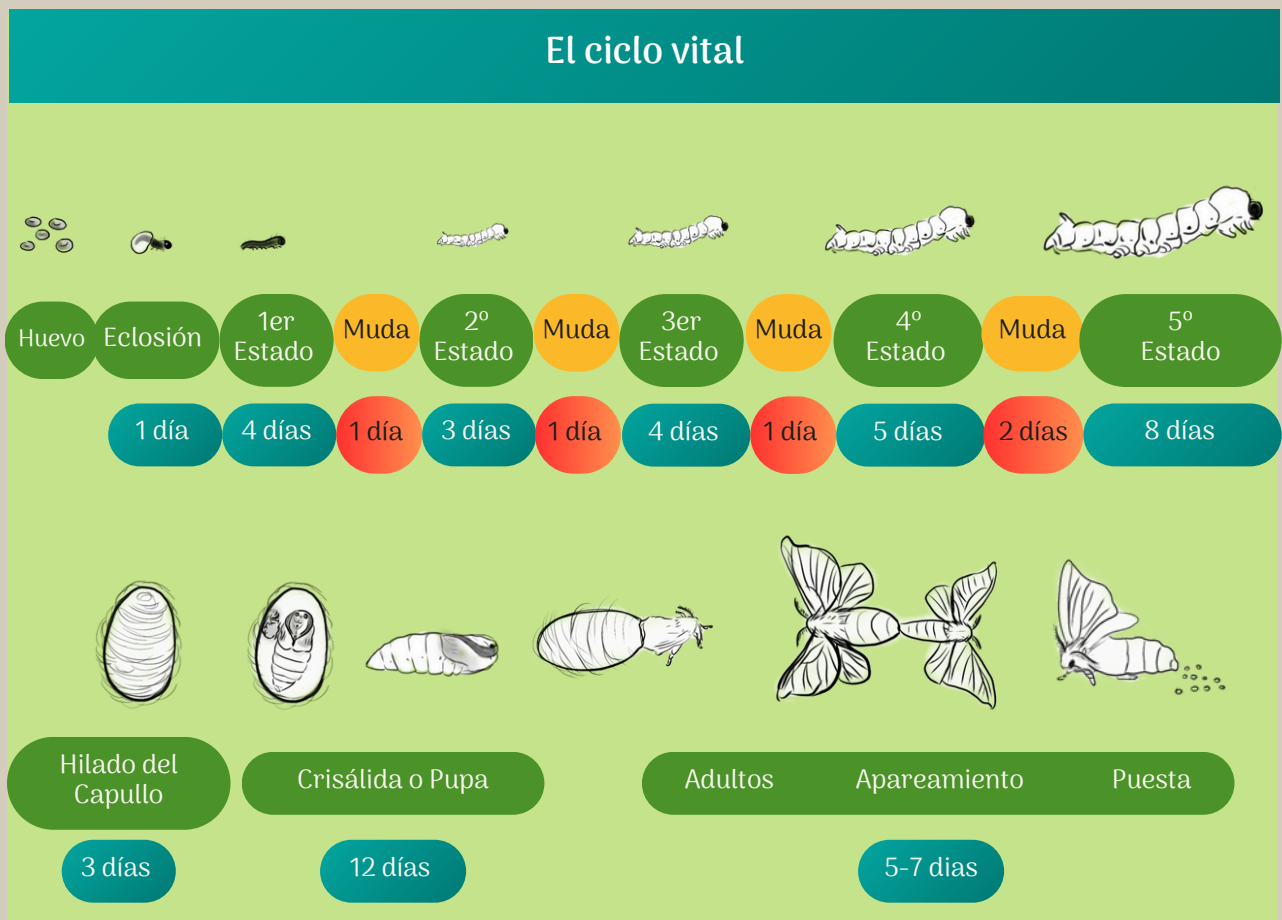 El ciclo vital
Huevo
Eclosión
1er
Estado
Muda
2º
Estado
Muda
3er
Estado
Muda
4º
Estado
Muda
5º
Estado
1 día
4 días
1 día
3 días
1 día
4 días
1 día
5 días
2 días
8 días
Hilado del
Capullo
Crisálida o Pupa
Adultos
Apareamiento
Puesta
3 días
12 días
5-7 dias